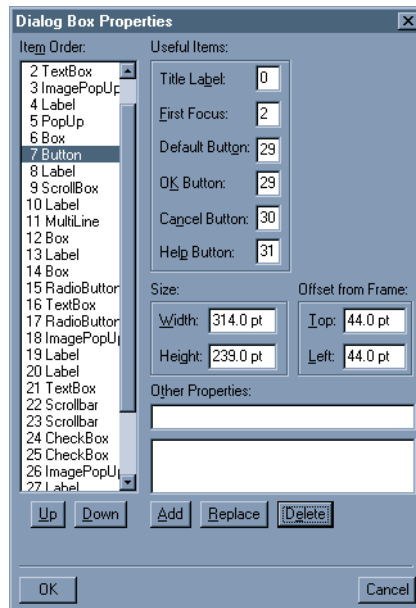 Dialog Box Properties
Item Order:
2 TextBox
3 ImagePopUp
4 Label
5 PopUp
6 Box
7 Button
8 Label
9 ScrollBox
10 Label
11 MultiLine
12 Box
13 Label
14 Box
15 RadioButton
16 TextBox
17 RadioButton
18 ImagePopU
19 Label
20 Label
21 TextBox
22 Scrollbar
23 Scrollbar
24 CheckBox
25 CheckBox
26 ImagePopU
27 Label
Up Down
Useful Items:
Title Label: 0
First Focus: 2
Default Button: 29
OK Button: 29
Cancel Button: 30
Help Button: 31
Size:
Width: 314.0 pt
Height: 239.0 pt
Offset from Frame:
Top: 44.0 pt
Left: 44.0 pt
Other Properties:
Add Replace Delete
OK Cancel